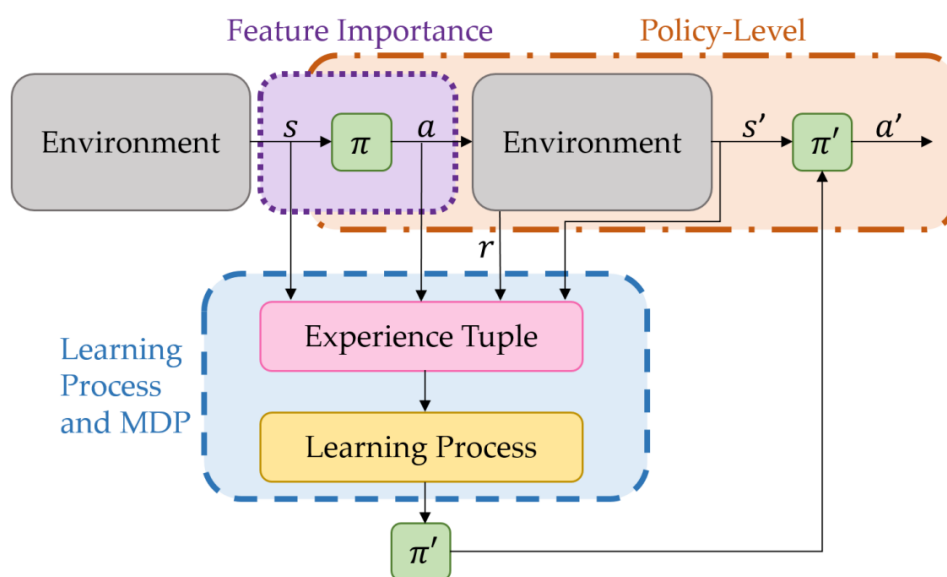 Feature Importance
Policy-Level
Environment
s
π
a
Environment
s'
π'
a'
r
Learning
Process
and MDP
Experience Tuple
Learning Process
π'